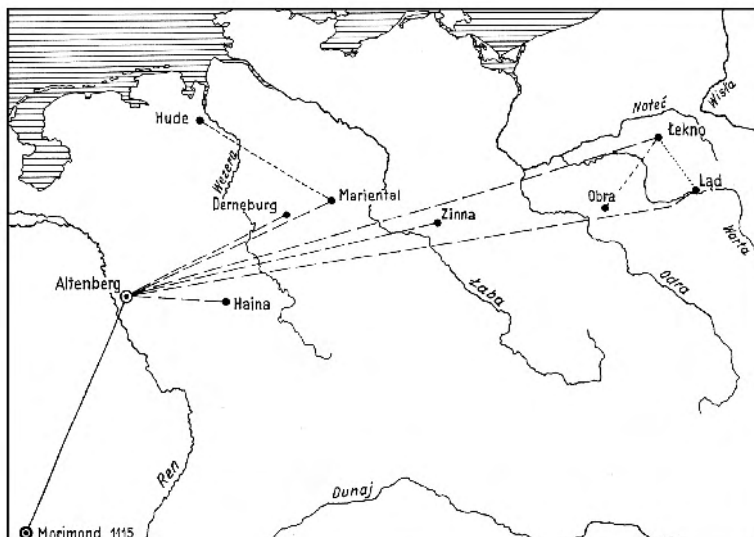 Hude
Wezera
Noteć
Wisła
Łekno
Mariental
Derneburg
Zinna
Obra
Ląd
Warta
Altenberg
Haina
Łaba
Odra
Ren
Dunaj
Morimond 1115